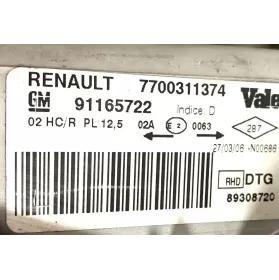 RENAULT 7700311374
GM 91165722 Indice: D Vale
02 HC/R PL 12,5 02A E2 0063 287
27/03/06 -N00686
RHD DTG
89308720